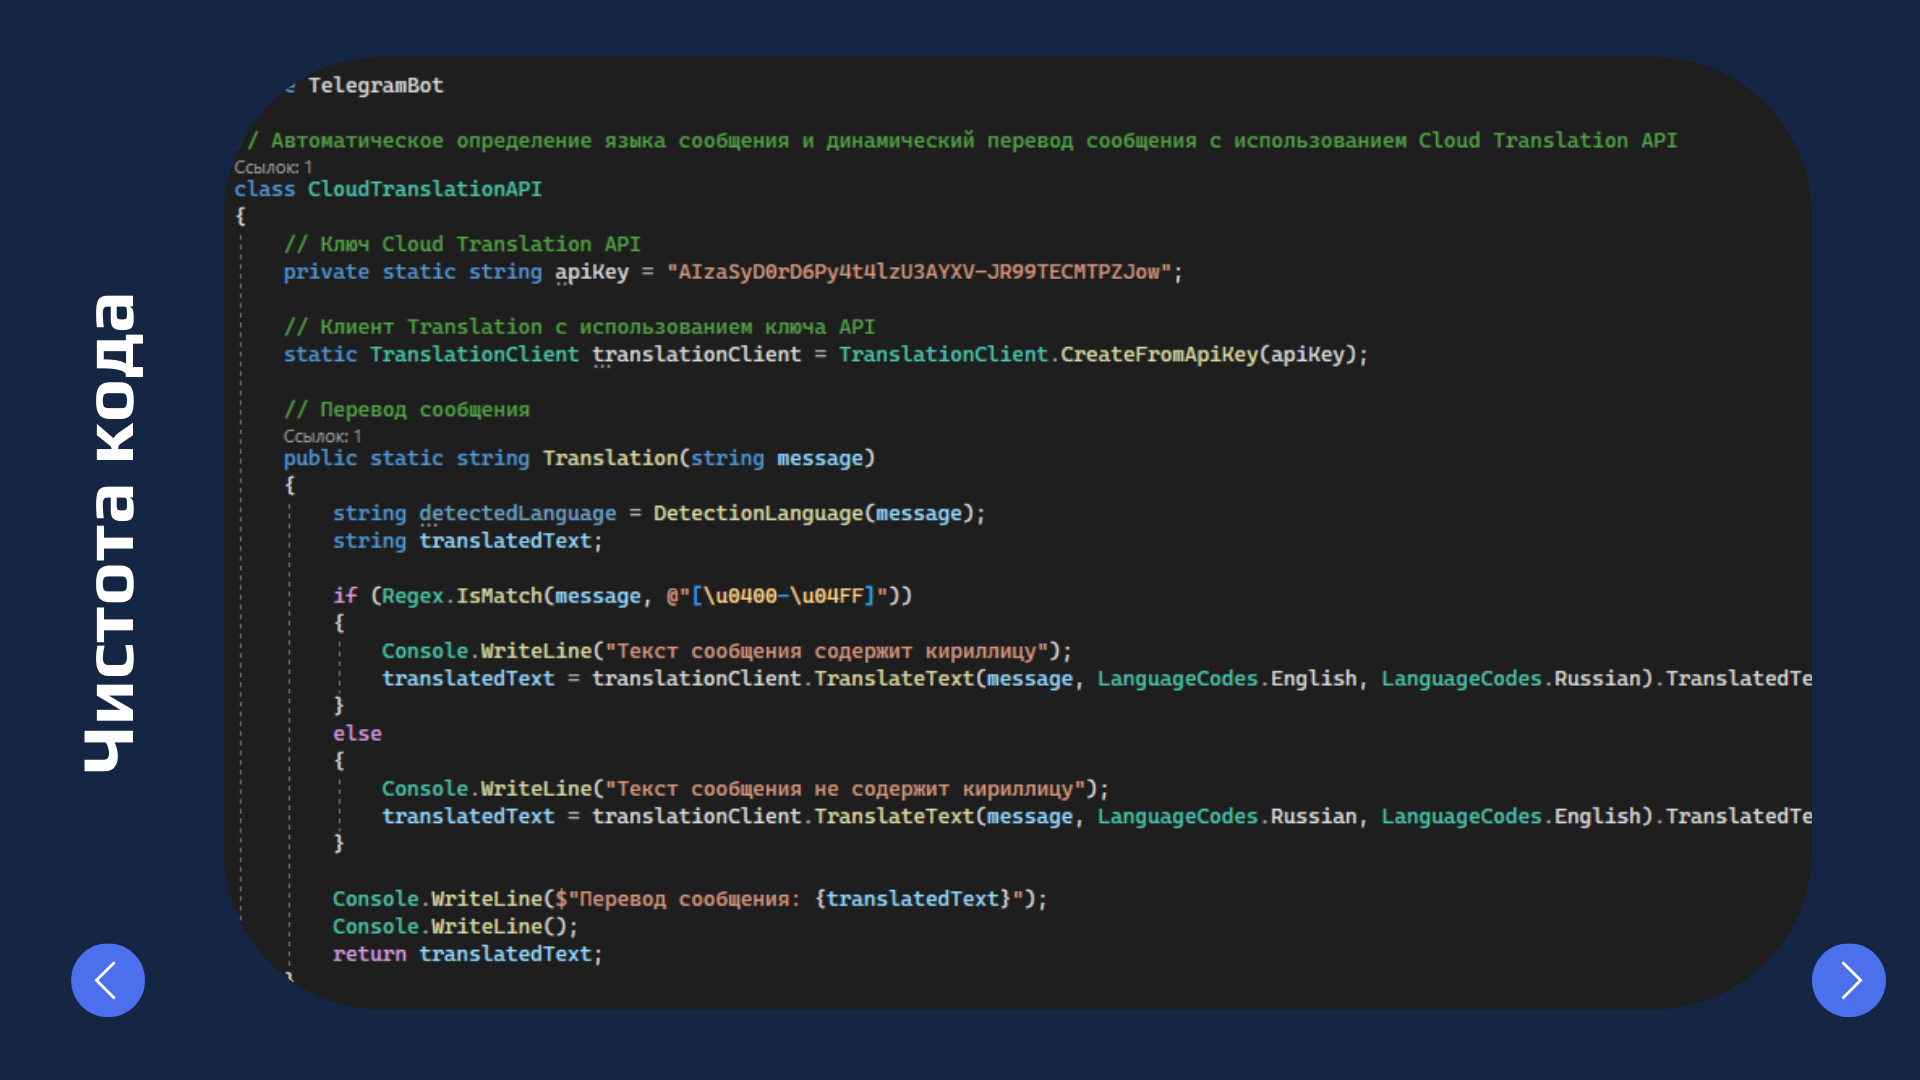 Чистота кода
e TelegramBot
/ Автоматическое определение языка сообщения и динамический перевод сообщения с использованием Cloud Translation API
Ссылок: 1
class CloudTranslationAPI
{
// Ключ Cloud Translation API
private static string apiKey = "AIzaSyD0rD6Py4t4lzU3AYXV-JR99TECMTPZJow";
// Клиент Translation с использованием ключа API
static TranslationClient translationClient = TranslationClient.CreateFromApiKey(apiKey);
// Перевод сообщения
Ссылок: 1
public static string Translation(string message)
{
string detectedLanguage = DetectionLanguage(message);
string translatedText;
if (Regex.IsMatch(message, @"[\u0400-\u04FF]"))
{
Console.WriteLine("Текст сообщения содержит кириллицу");
translatedText = translationClient.TranslateText(message, LanguageCodes.English, LanguageCodes.Russian).TranslatedTe
}
else
{
Console.WriteLine("Текст сообщения не содержит кириллицу");
translatedText = translationClient.TranslateText(message, LanguageCodes.Russian, LanguageCodes.English).TranslatedTe
}
Console.WriteLine($"Перевод сообщения: {translatedText}");
Console.WriteLine();
return translatedText;
}